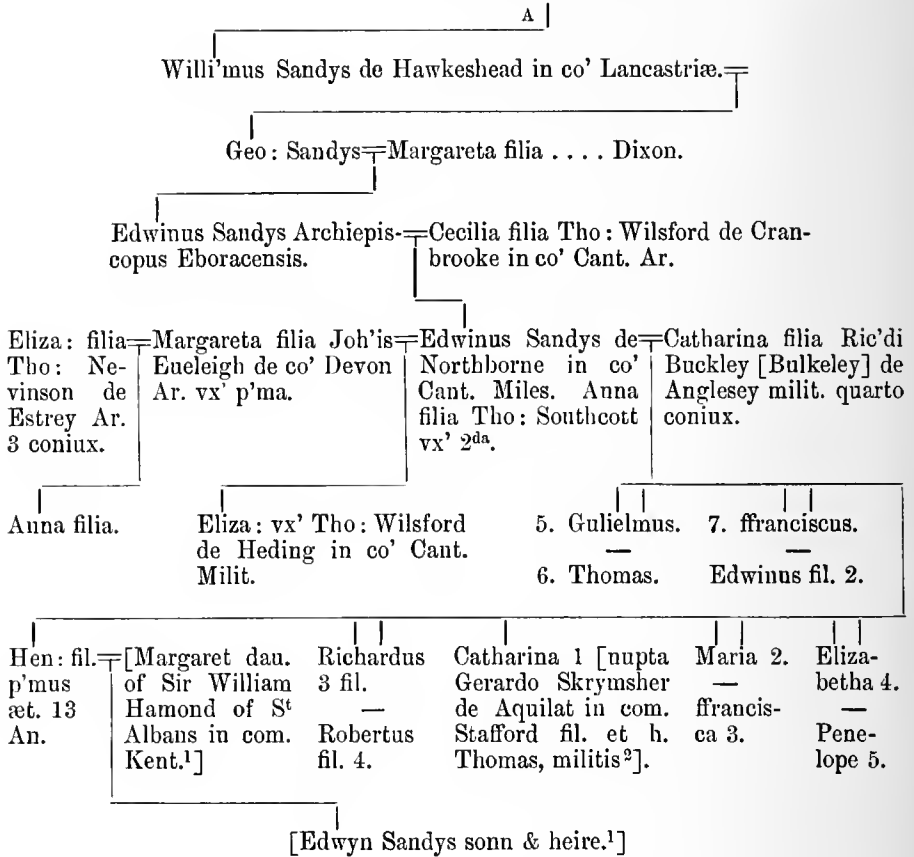 A
Willi'mus Sandys de Hawkeshead in co' Lancastriæ.
Geo: Sandys Margareta filia .... Dixon.
Edwinus Sandys Archiepis-
copus Eboracensis.
Cecilia filia Tho: Wilsford de Cran-
brooke in co' Cant. Ar.
Eliza: filia
Tho: Ne-
vinson de
Estrey Ar.
3 coniux.
Margareta filia Joh'is
Eueleigh de co' Devon
Ar. vx' p'ma.
Edwinus Sandys de
Northborne in co'
Cant. Miles. Anna
filia Tho: Southcott
vx' 2da.
Catharina filia Ric'di
Buckley [Bulkeley] de
Anglesey milit. quarto
coniux.
Anna filia.
Eliza: vx' Tho: Wilsford
de Heding in co' Cant.
Milit.
5. Gulielmus.
—
6. Thomas.
7. ffranciscus.
—
Edwinus fil. 2.
Hen: fil.
p'mus
æt. 13
An.
[Margaret dau.
of Sir William
Hamond of St
Albans in com.
Kent.¹]
Richardus
3 fil.
—
Robertus
fil. 4.
Catharina 1 [nupta
Gerardo Skrymsher
de Aquilat in com.
Stafford fil. et h.
Thomas, militis²].
Maria 2.
—
ffrancis-
ca 3.
Eliza-
betha 4.
—
Pene-
lope 5.
[Edwyn Sandys sonn & heire.¹]